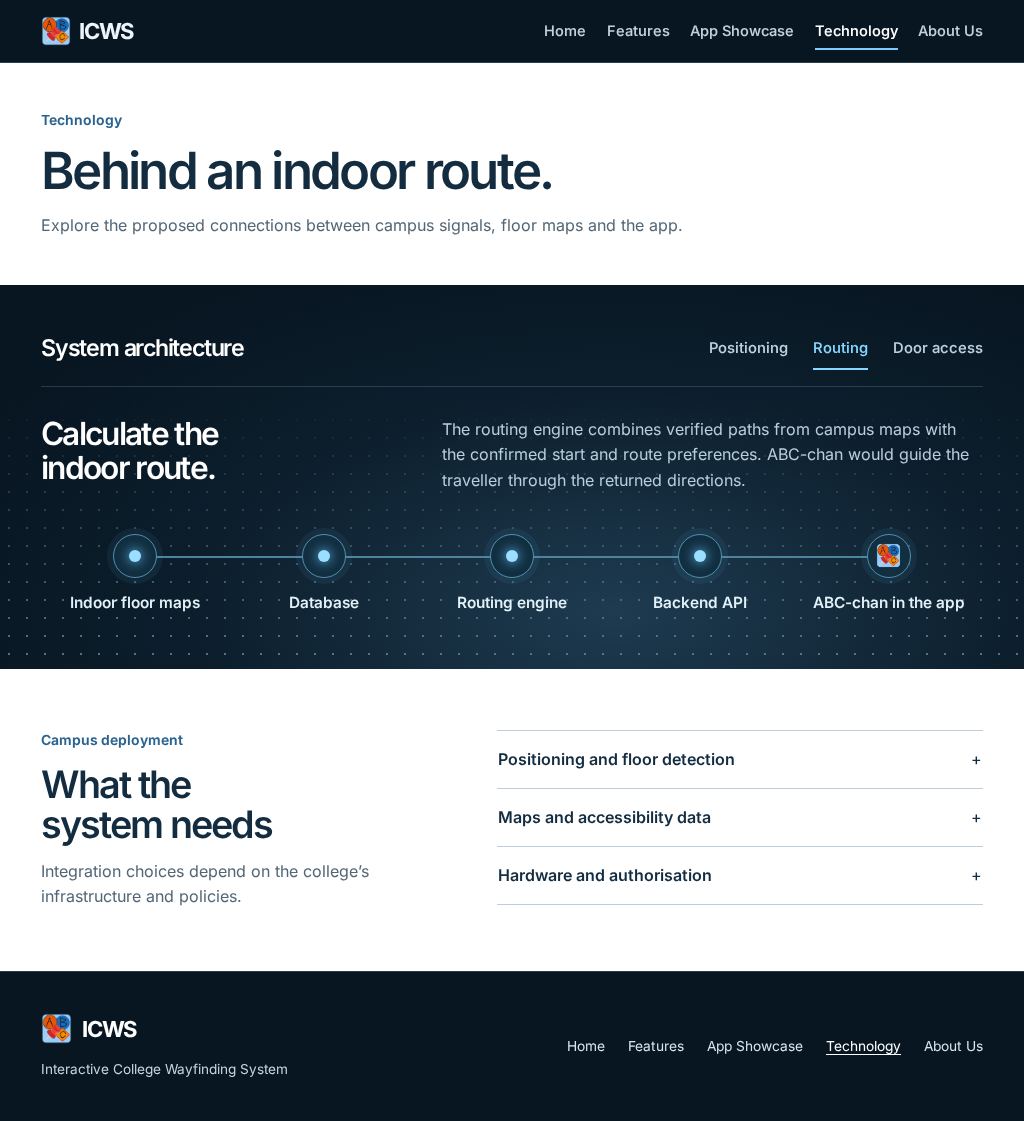 ICWS
Home Features App Showcase Technology About Us
Technology
Behind an indoor route.
Explore the proposed connections between campus signals, floor maps and the app.
System architecture
Positioning Routing Door access
Calculate the
indoor route.
The routing engine combines verified paths from campus maps with
the confirmed start and route preferences. ABC-chan would guide the
traveller through the returned directions.
Indoor floor maps Database Routing engine Backend API ABC-chan in the app
Campus deployment
What the
system needs
Integration choices depend on the college’s
infrastructure and policies.
Positioning and floor detection +
Maps and accessibility data +
Hardware and authorisation +
ICWS
Interactive College Wayfinding System
Home Features App Showcase Technology About Us